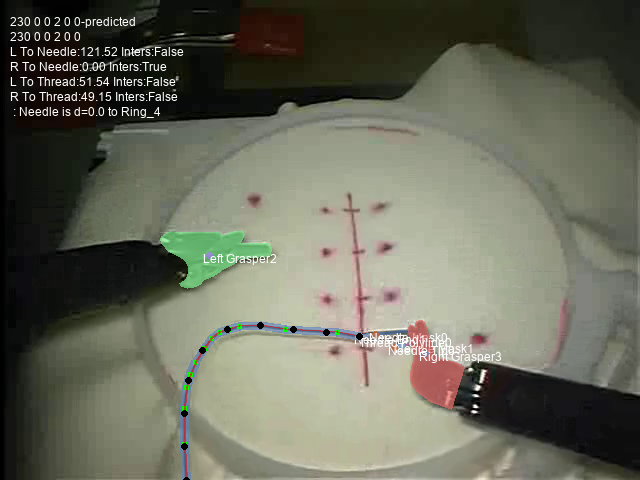 230 0 0 2 0 0-predicted
230 0 0 2 0 0
L To Needle:121.52 Inters:False
R To Needle:0.00 Inters:True
L To Thread:51.54 Inters:False
R To Thread:49.15 Inters:False
: Needle is d=0.0 to Ring_4
Left Grasper2
Right Grasper3